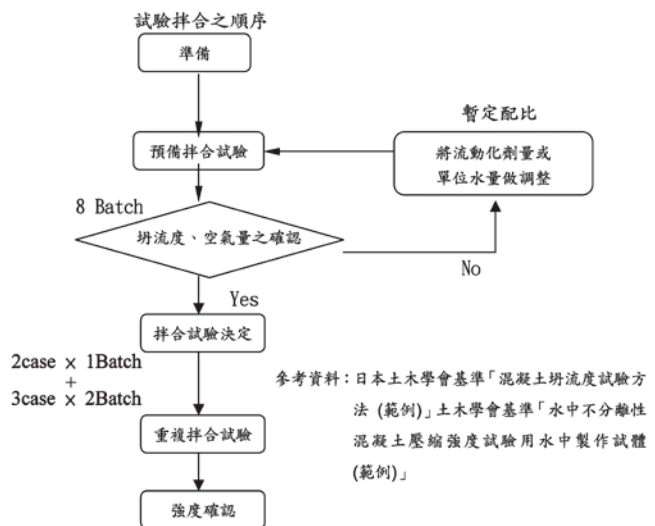 試驗拌合之順序
準備
暫定配比
預備拌合試驗
將流動化劑量或
單位水量做調整
8 Batch
坍流度、空氣量之確認
No
Yes
拌合試驗決定
2case × 1Batch
+
3case × 2Batch
參考資料：日本土木學會基準「混凝土坍流度試驗方
法 (範例)」土木學會基準「水中不分離性
混凝土壓縮強度試驗用水中製作試體
(範例)」
重複拌合試驗
強度確認